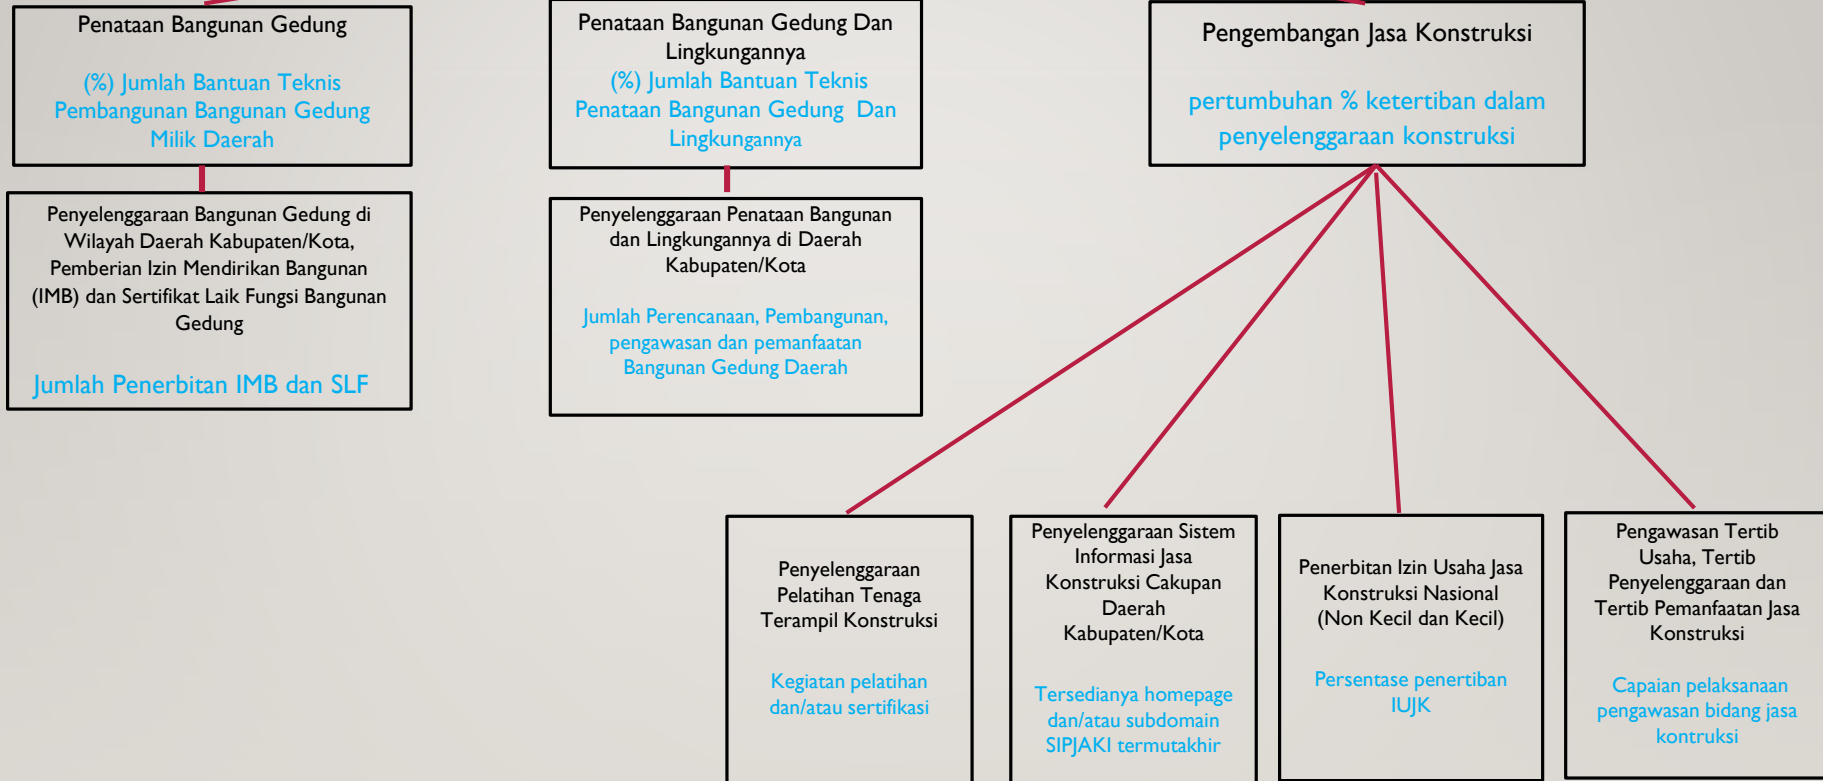 Penataan Bangunan Gedung
(%) Jumlah Bantuan Teknis
Pembangunan Bangunan Gedung
Milik Daerah
Penataan Bangunan Gedung Dan
Lingkungannya
(%) Jumlah Bantuan Teknis
Penataan Bangunan Gedung Dan
Lingkungannya
Pengembangan Jasa Konstruksi
pertumbuhan % ketertiban dalam
penyelenggaraan konstruksi
Penyelenggaraan Bangunan Gedung di
Wilayah Daerah Kabupaten/Kota,
Pemberian Izin Mendirikan Bangunan
(IMB) dan Sertifikat Laik Fungsi Bangunan
Gedung
Jumlah Penerbitan IMB dan SLF
Penyelenggaraan Penataan Bangunan
dan Lingkungannya di Daerah
Kabupaten/Kota
Jumlah Perencanaan, Pembangunan,
pengawasan dan pemanfaatan
Bangunan Gedung Daerah
Penyelenggaraan
Pelatihan Tenaga
Terampil Konstruksi
Kegiatan pelatihan
dan/atau sertifikasi
Penyelenggaraan Sistem
Informasi Jasa
Konstruksi Cakupan
Daerah
Kabupaten/Kota
Tersedianya homepage
dan/atau subdomain
SIPJAKI termutakhir
Penerbitan Izin Usaha Jasa
Konstruksi Nasional
(Non Kecil dan Kecil)
Persentase penertiban
IUJK
Pengawasan Tertib
Usaha, Tertib
Penyelenggaraan dan
Tertib Pemanfaatan Jasa
Konstruksi
Capaian pelaksanaan
pengawasan bidang jasa
kontruksi